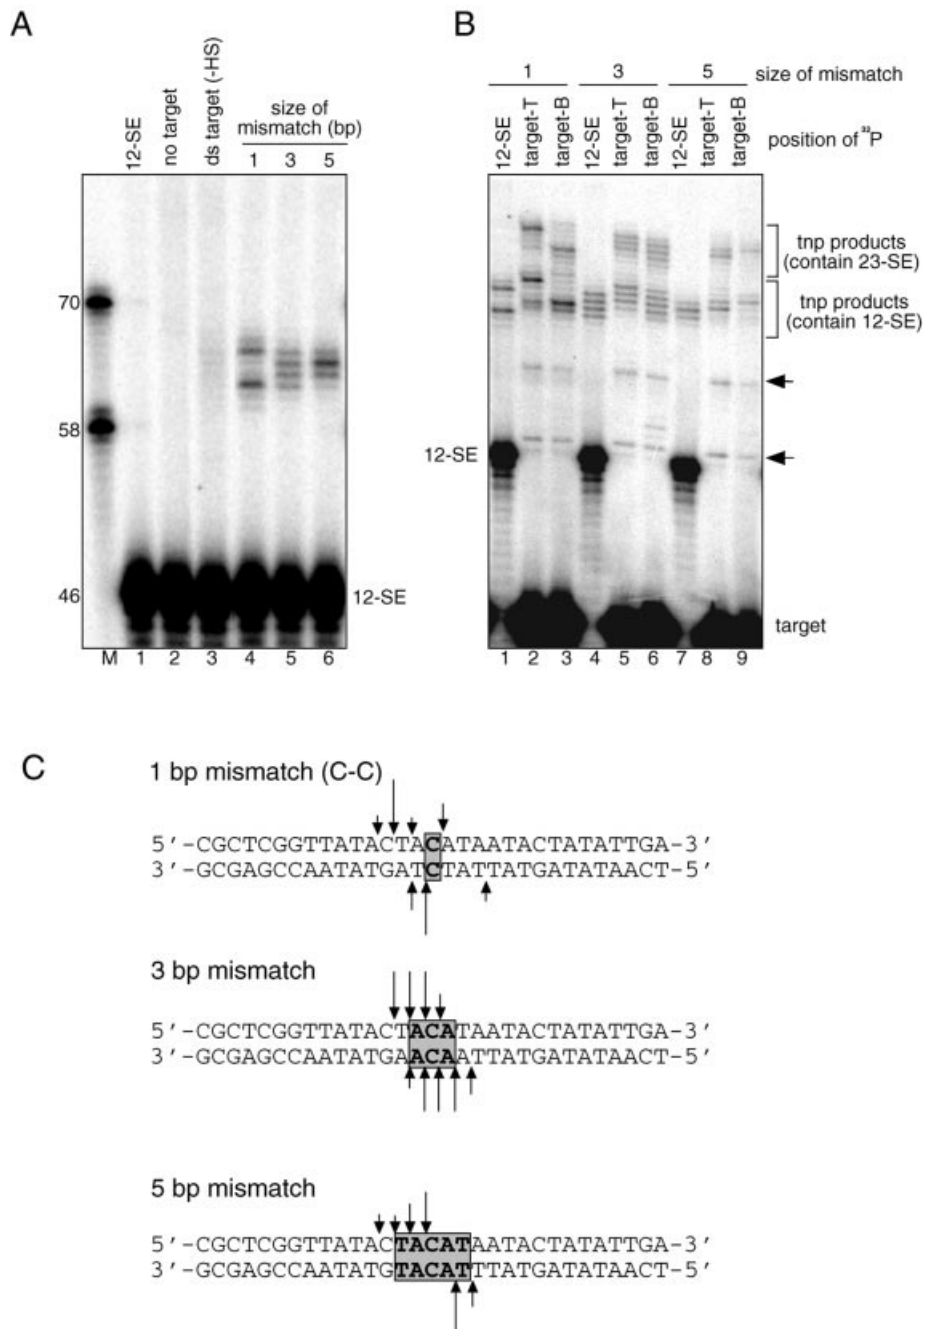 A
12-SE
no target
ds target (-HS)
size of
mismatch (bp)
1 3 5
70
58
46
12-SE
M 1 2 3 4 5 6
B
1 3 5 size of mismatch
12-SE target-T target-B 12-SE target-T target-B 12-SE target-T target-B position of ³²P
tnp products
(contain 23-SE)
tnp products
(contain 12-SE)
12-SE
target
1 2 3 4 5 6 7 8 9
C
1 bp mismatch (C-C)
5′-CGCTCGGTTATACTACATAATACTATATTGA-3′
3′-GCGAGCCAATATGATCTATTATGATATAACT-5′
3 bp mismatch
5′-CGCTCGGTTATACTACATAATACTATATTGA-3′
3′-GCGAGCCAATATGAACAATTATGATATAACT-5′
5 bp mismatch
5′-CGCTCGGTTATACTACATAATACTATATTGA-3′
3′-GCGAGCCAATATGTACATTTATGATATAACT-5′